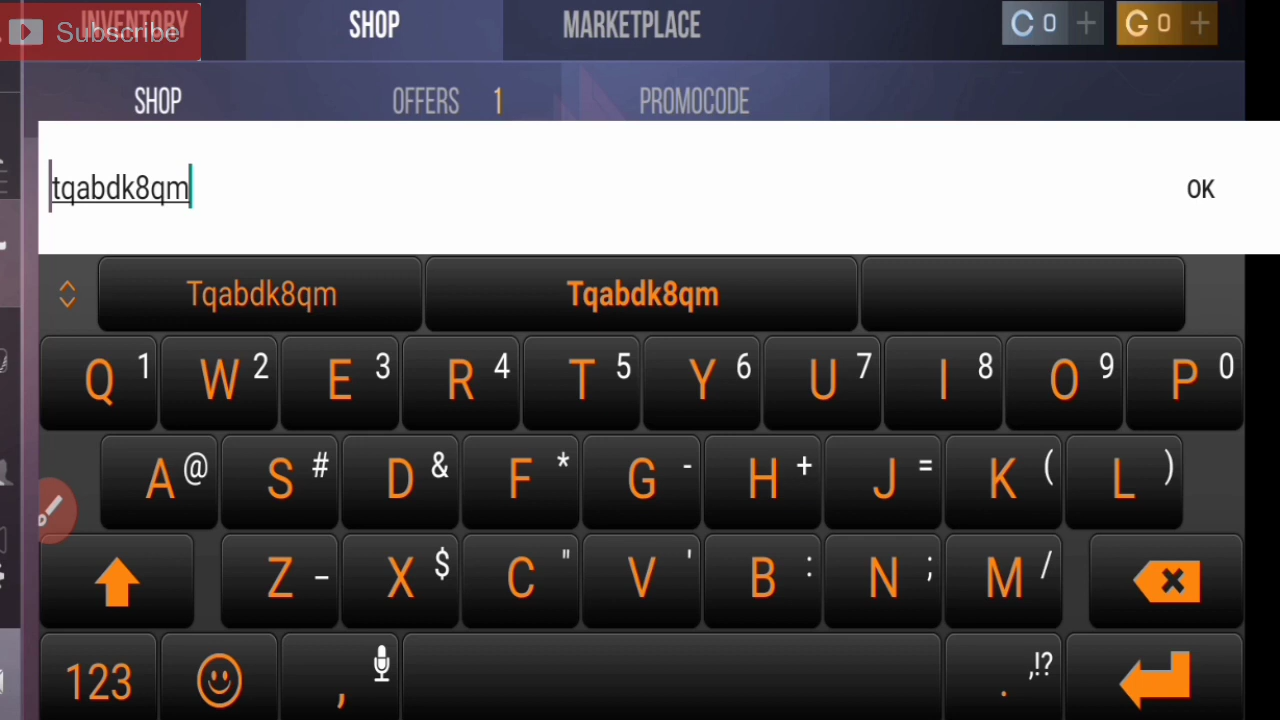 INVENTORY
Subscribe
SHOP
MARKETPLACE
C 0 +
G 0 +
SHOP
OFFERS 1
PROMOCODE
tqabdk8qm
OK
Tqabdk8qm
Tqabdk8qm
Q 1 W 2 E 3 R 4 T 5 Y 6 U 7 I 8 O 9 P 0
A @ S # D & F * G - H + J = K ( L )
Z – X $ C " V ' B : N ; M /
123 , . ,!?